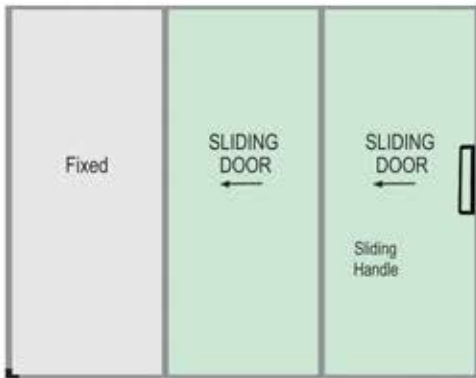 Fixed
SLIDING
DOOR
SLIDING
DOOR
Sliding
Handle